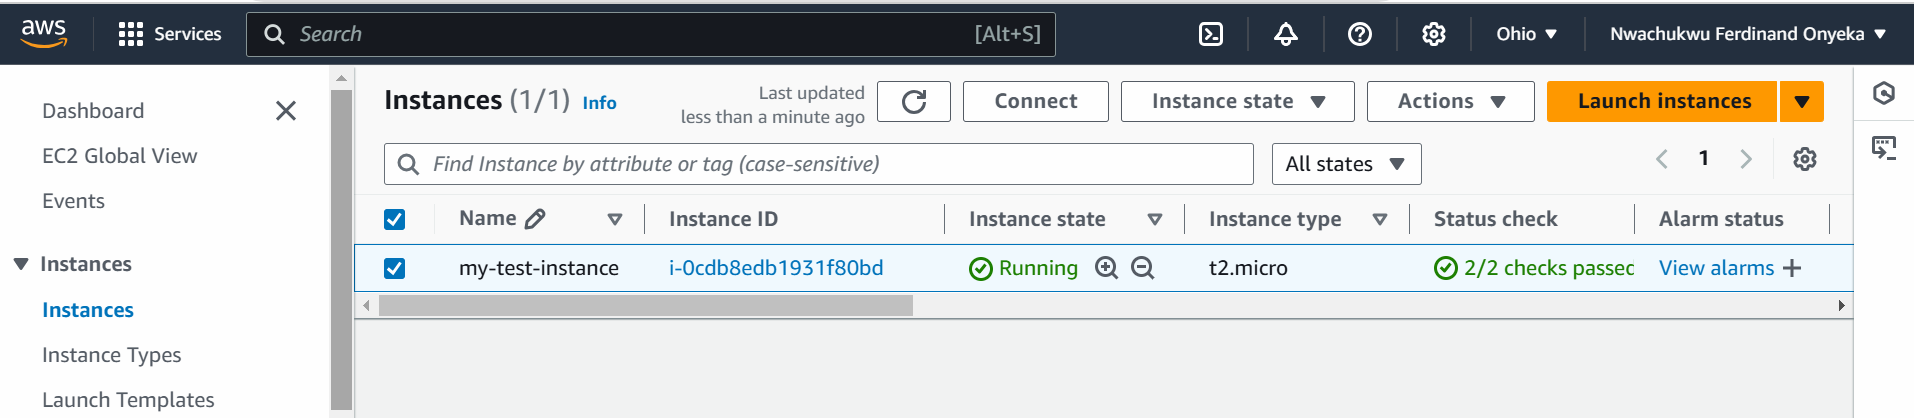 aws
Services
Search
[Alt+S]
Ohio
Nwachukwu Ferdinand Onyeka
Dashboard
EC2 Global View
Events
Instances
Instances
Instance Types
Launch Templates
Instances (1/1) Info
Last updated
less than a minute ago
Connect
Instance state
Actions
Launch instances
Find Instance by attribute or tag (case-sensitive)
All states
1
Name Instance ID Instance state Instance type Status check Alarm status
my-test-instance i-0cdb8edb1931f80bd Running t2.micro 2/2 checks passed View alarms +